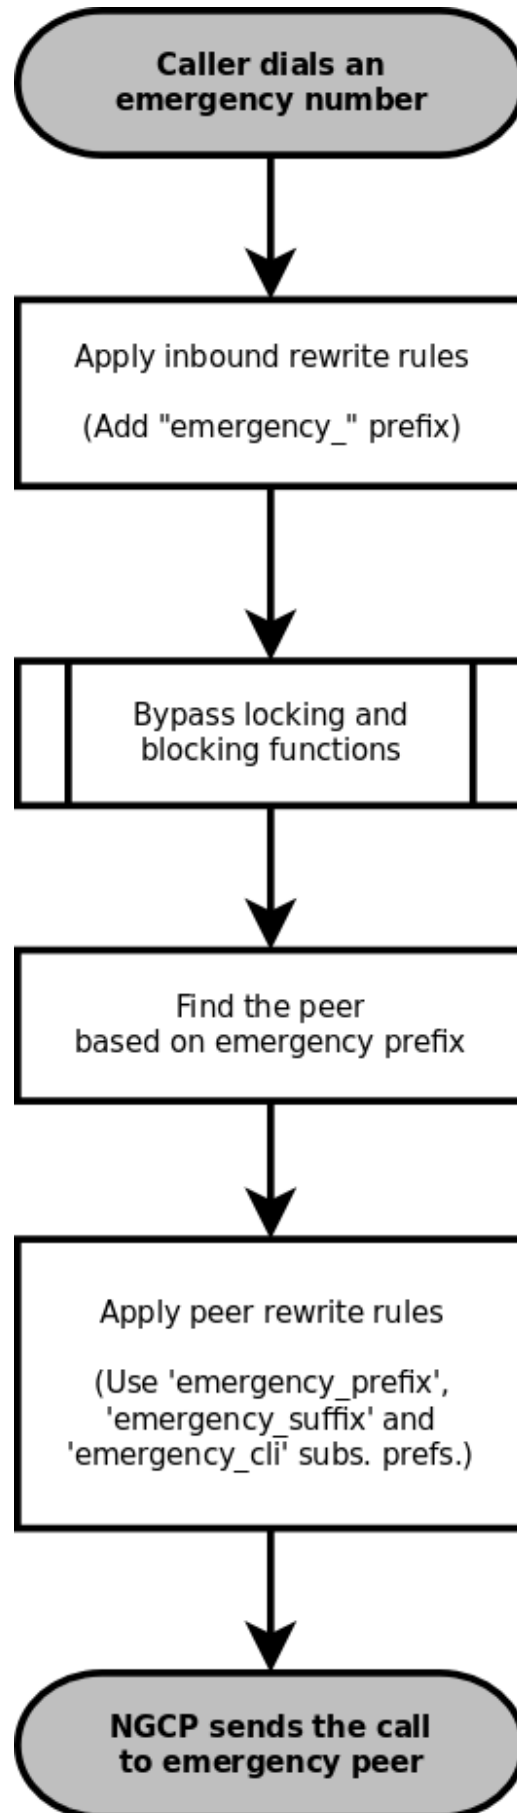 Caller dials an
emergency number
Apply inbound rewrite rules
(Add "emergency_" prefix)
Bypass locking and
blocking functions
Find the peer
based on emergency prefix
Apply peer rewrite rules
(Use 'emergency_prefix',
'emergency_suffix' and
'emergency_cli' subs. prefs.)
NGCP sends the call
to emergency peer